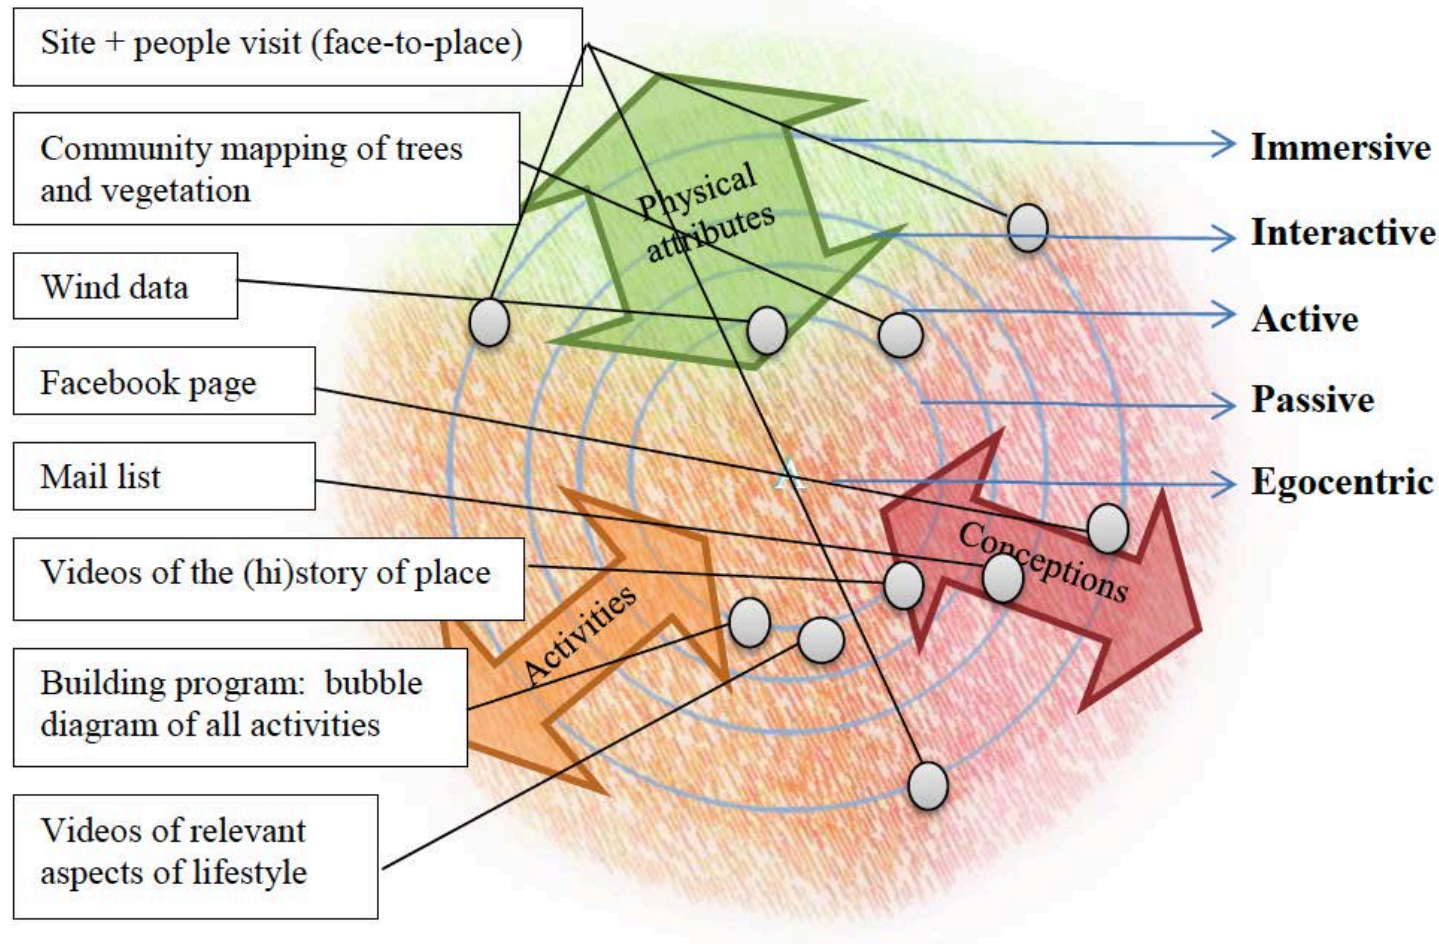 Site + people visit (face-to-place)
Community mapping of trees
and vegetation
Wind data
Facebook page
Mail list
Videos of the (hi)story of place
Building program:  bubble
diagram of all activities
Videos of relevant
aspects of lifestyle
Physical
attributes
Activities
Conceptions
A
Immersive
Interactive
Active
Passive
Egocentric